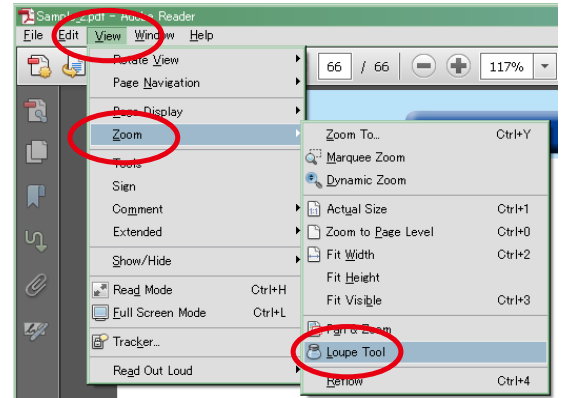 Sample_2.pdf - Adobe Reader
File Edit View Window Help
66 / 66 117%
Rotate View
Page Navigation
Page Display
Zoom
Tools
Sign
Comment
Extended
Show/Hide
Read Mode Ctrl+H
Full Screen Mode Ctrl+L
Tracker...
Read Out Loud
Zoom To... Ctrl+Y
Marquee Zoom
Dynamic Zoom
Actual Size Ctrl+1
Zoom to Page Level Ctrl+0
Fit Width Ctrl+2
Fit Height
Fit Visible Ctrl+3
Pan & Zoom
Loupe Tool
Reflow Ctrl+4